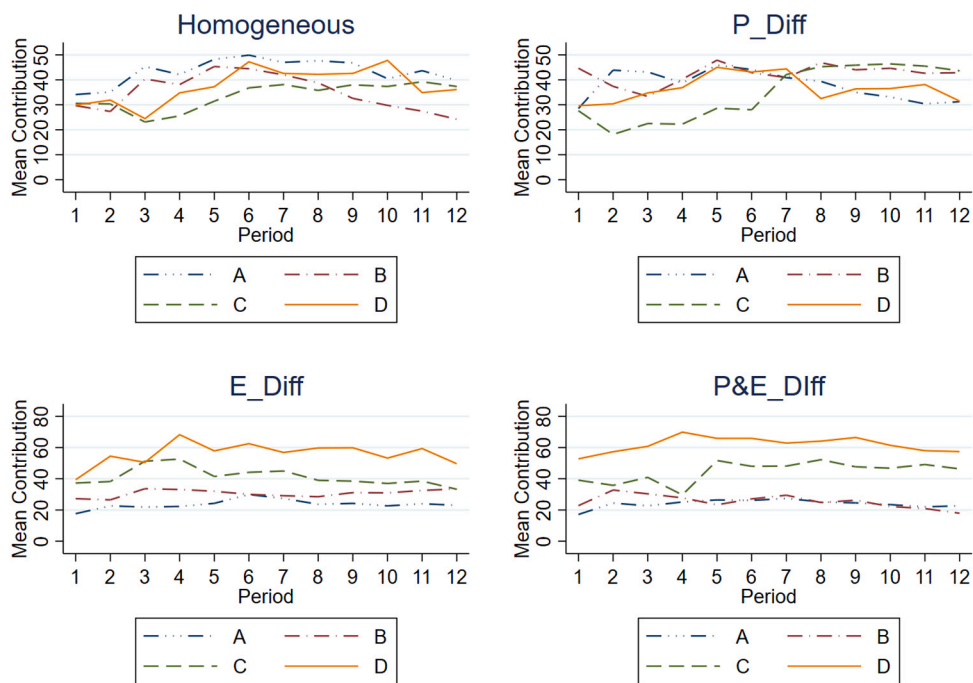 Homogeneous
Mean Contribution
50
40
30
20
10
0
1 2 3 4 5 6 7 8 9 10 11 12
Period
A B
C D
P_Diff
Mean Contribution
50
40
30
20
10
0
1 2 3 4 5 6 7 8 9 10 11 12
Period
A B
C D
E_Diff
Mean Contribution
80
60
40
20
0
1 2 3 4 5 6 7 8 9 10 11 12
Period
A B
C D
P&E_DIff
Mean Contribution
80
60
40
20
0
1 2 3 4 5 6 7 8 9 10 11 12
Period
A B
C D